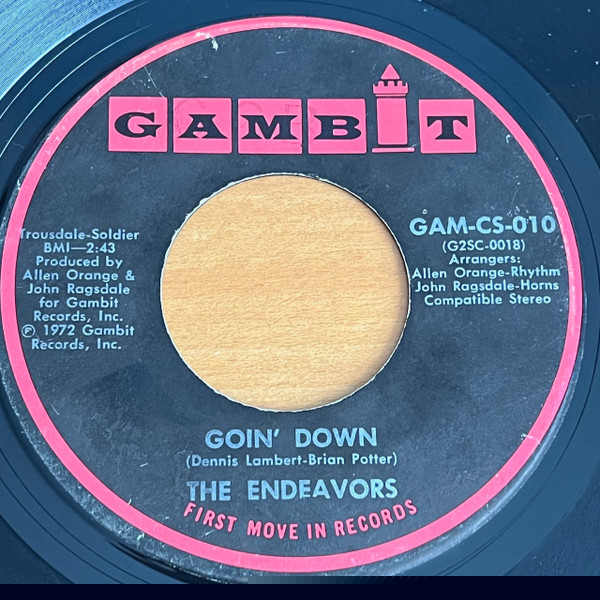 GAMBIT
Trousdale-Soldier
BMI—2:43
Produced by
Allen Orange &
John Ragsdale
for Gambit
Records, Inc.
Ⓟ 1972 Gambit
Records, Inc.
GAM-CS-010
(G2SC-0018)
Arrangers:
Allen Orange-Rhythm
John Ragsdale-Horns
Compatible Stereo
GOIN' DOWN
(Dennis Lambert-Brian Potter)
THE ENDEAVORS
FIRST MOVE IN RECORDS